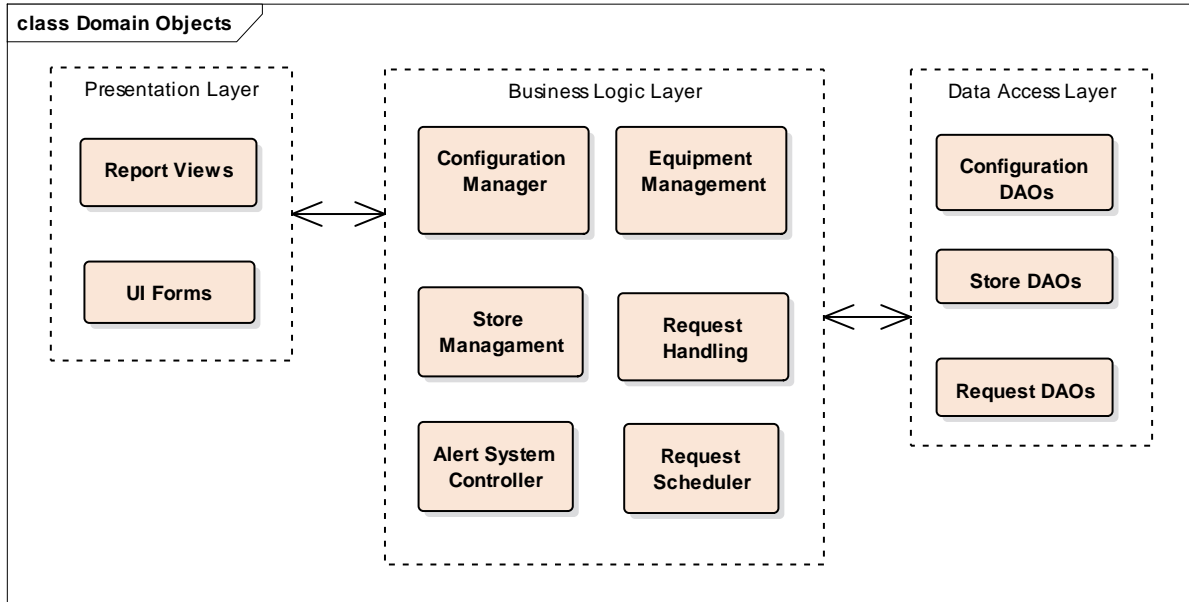 class Domain Objects
Presentation Layer
Report Views
UI Forms
Business Logic Layer
Configuration
Manager
Equipment
Management
Store
Managament
Request
Handling
Alert System
Controller
Request
Scheduler
Data Access Layer
Configuration
DAOs
Store DAOs
Request DAOs